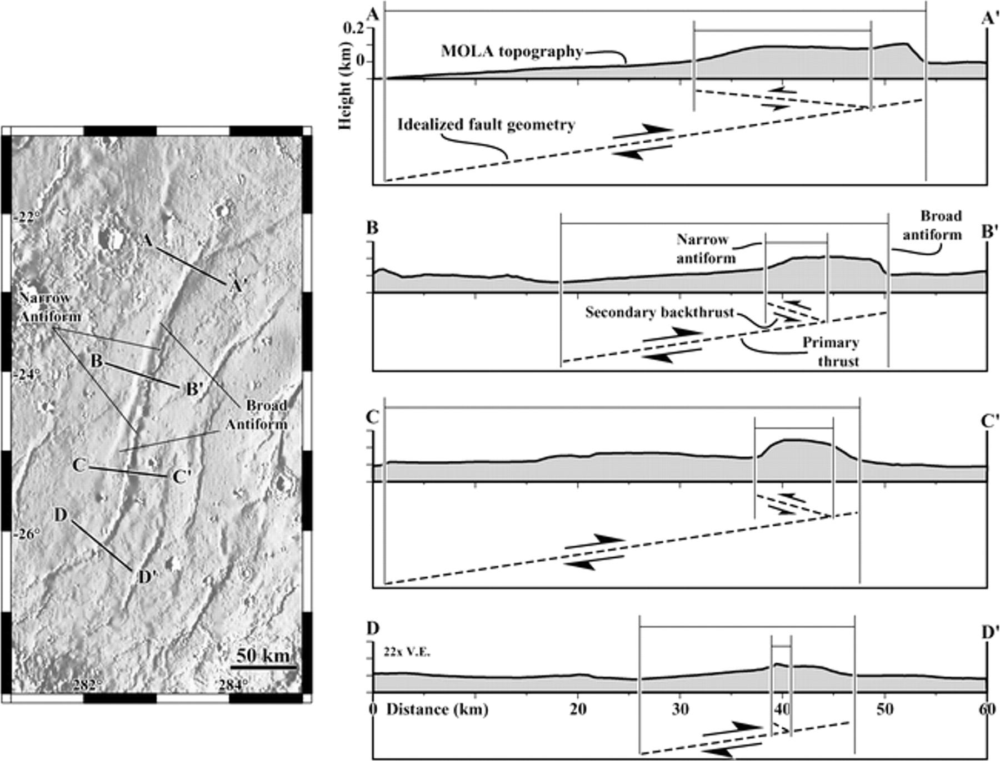 -22°
A
A'
Narrow
Antiform
B
-24°
B'
Broad
Antiform
C
C'
D
-26°
D'
50 km
282°
284°
A
A'
0.2
0
Height (km)
MOLA topography
Idealized fault geometry
B
B'
Narrow
antiform
Broad
antiform
Secondary backthrust
Primary
thrust
C
C'
D
D'
22x V.E.
0 Distance (km) 20 30 40 50 60